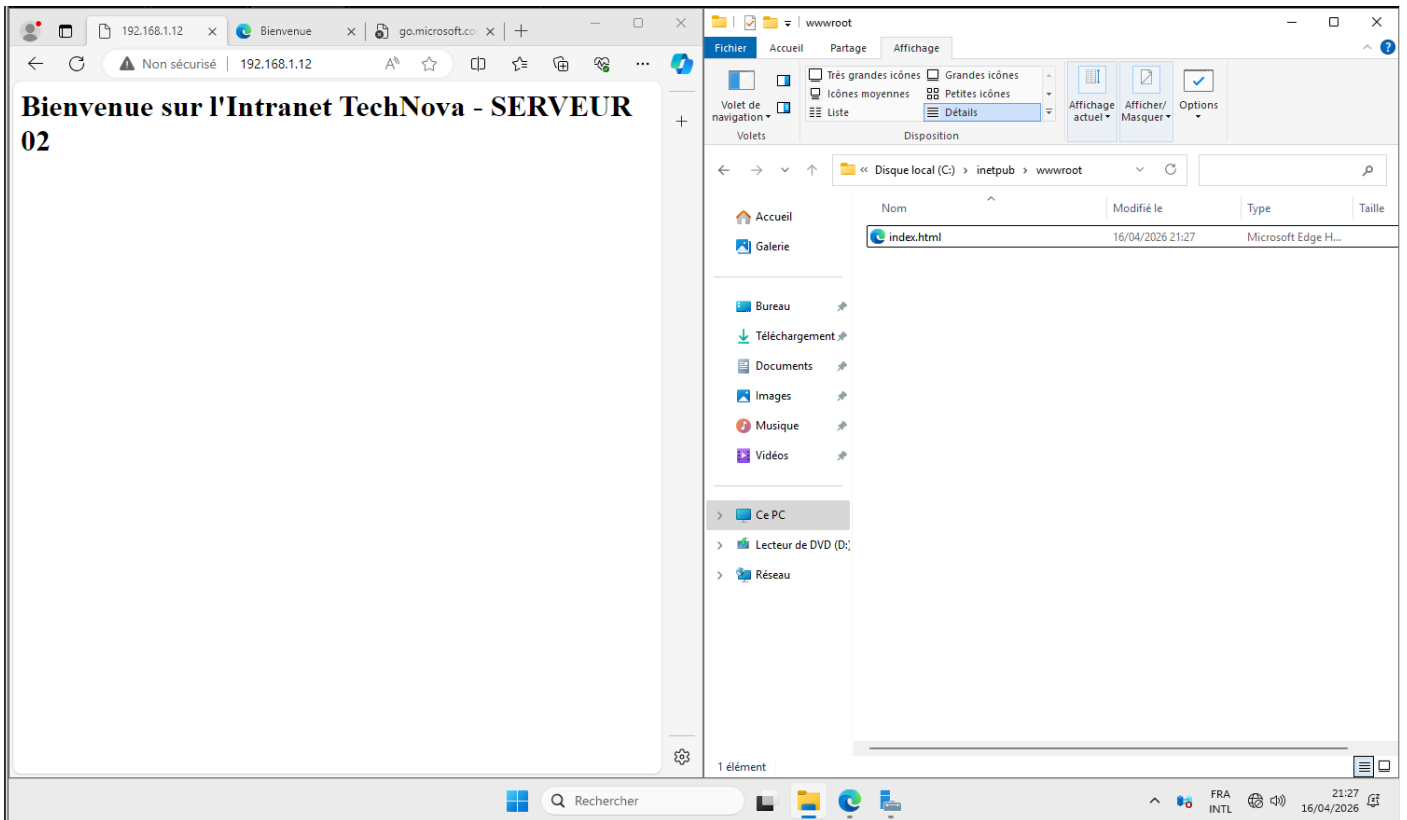 192.168.1.12
Bienvenue
go.microsoft.co
Non sécurisé
192.168.1.12
Bienvenue sur l'Intranet TechNova - SERVEUR
02
wwwroot
Fichier
Accueil
Partage
Affichage
Volet de
navigation
Très grandes icônes
Grandes icônes
Icônes moyennes
Petites icônes
Liste
Détails
Affichage
actuel
Afficher/
Masquer
Options
Volets
Disposition
« Disque local (C:) > inetpub > wwwroot
Nom
Modifié le
Type
Taille
index.html
16/04/2026 21:27
Microsoft Edge H...
Accueil
Galerie
Bureau
Téléchargement
Documents
Images
Musique
Vidéos
Ce PC
Lecteur de DVD (D:)
Réseau
1 élément
Rechercher
FRA
INTL
21:27
16/04/2026